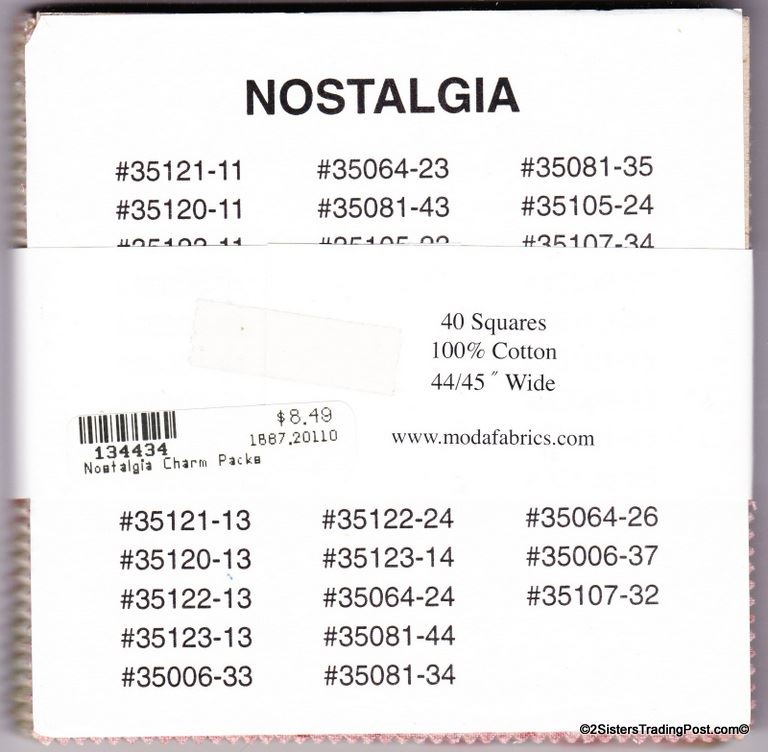 NOSTALGIA
#35121-11 #35064-23 #35081-35
#35120-11 #35081-43 #35105-24
#35107-34
40 Squares
100% Cotton
44/45 ″ Wide
www.modafabrics.com
$8.49
1887.20110
134434
Nostalgia Charm Packs
#35121-13 #35122-24 #35064-26
#35120-13 #35123-14 #35006-37
#35122-13 #35064-24 #35107-32
#35123-13 #35081-44
#35006-33 #35081-34
©2SistersTradingPost.com©